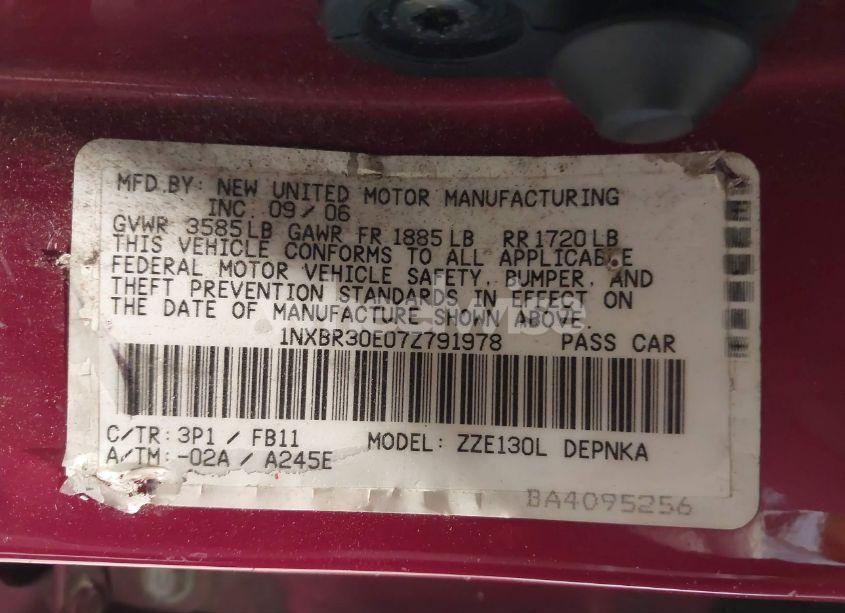 MFD.BY: NEW UNITED MOTOR MANUFACTURING
INC. 09/06
GVWR 3585LB GAWR FR 1885LB RR1720LB
THIS VEHICLE CONFORMS TO ALL APPLICABLE
FEDERAL MOTOR VEHICLE SAFETY, BUMPER, AND
THEFT PREVENTION STANDARDS IN EFFECT ON
THE DATE OF MANUFACTURE SHOWN ABOVE.
1NXBR30E07Z791978 PASS CAR
C/TR: 3P1 / FB11 MODEL: ZZE130L DEPNKA
A/TM: -02A / A245E
BA4095256